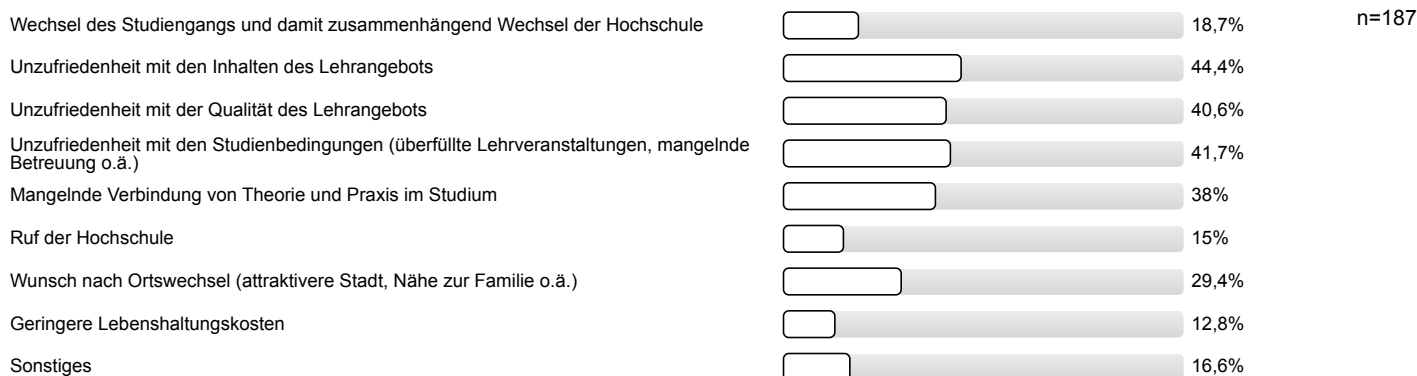 Wechsel des Studiengangs und damit zusammenhängend Wechsel der Hochschule 18,7% n=187
Unzufriedenheit mit den Inhalten des Lehrangebots 44,4%
Unzufriedenheit mit der Qualität des Lehrangebots 40,6%
Unzufriedenheit mit den Studienbedingungen (überfüllte Lehrveranstaltungen, mangelnde
Betreuung o.ä.) 41,7%
Mangelnde Verbindung von Theorie und Praxis im Studium 38%
Ruf der Hochschule 15%
Wunsch nach Ortswechsel (attraktivere Stadt, Nähe zur Familie o.ä.) 29,4%
Geringere Lebenshaltungskosten 12,8%
Sonstiges 16,6%